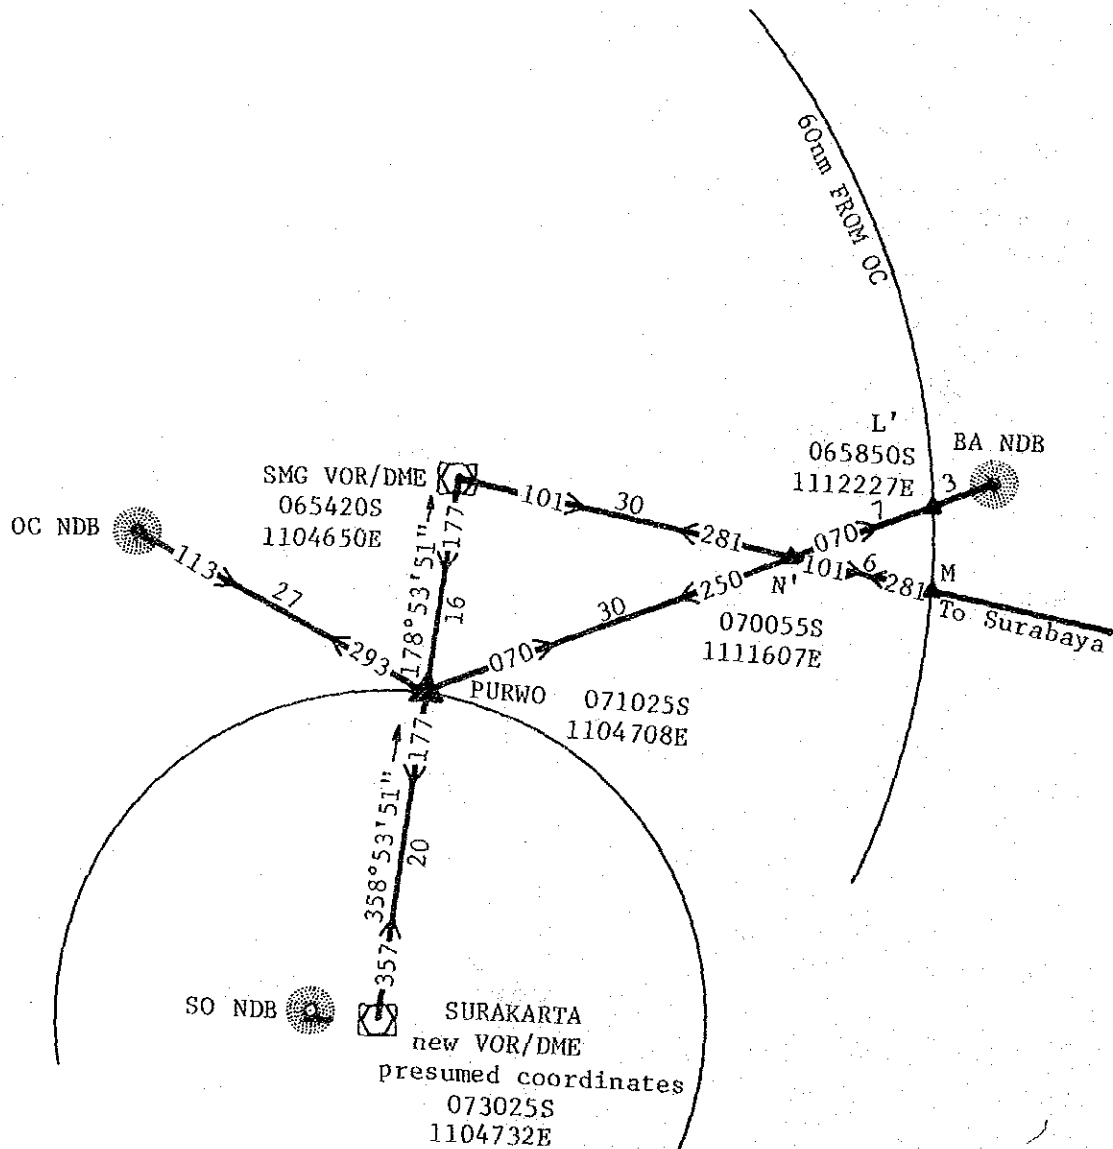 60nm FROM OC
L'
065850S
1112227E
BA NDB
SMG VOR/DME
065420S
1104650E
OC NDB
101
30
281
070
7
3
101
6
281
M
To Surabaya
N'
070055S
1111607E
113
27
293
177
16
178°53'51"
070
30
250
PURWO
071025S
1104708E
177
20
358°53'51"
357
SO NDB
SURAKARTA
new VOR/DME
presumed coordinates
073025S
1104732E